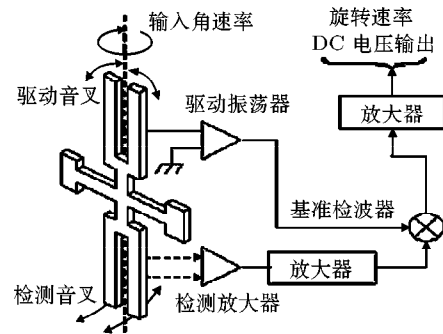 输入角速率
旋转速率
DC 电压输出
驱动音叉
驱动振荡器
放大器
基准检波器
放大器
检测音叉
检测放大器